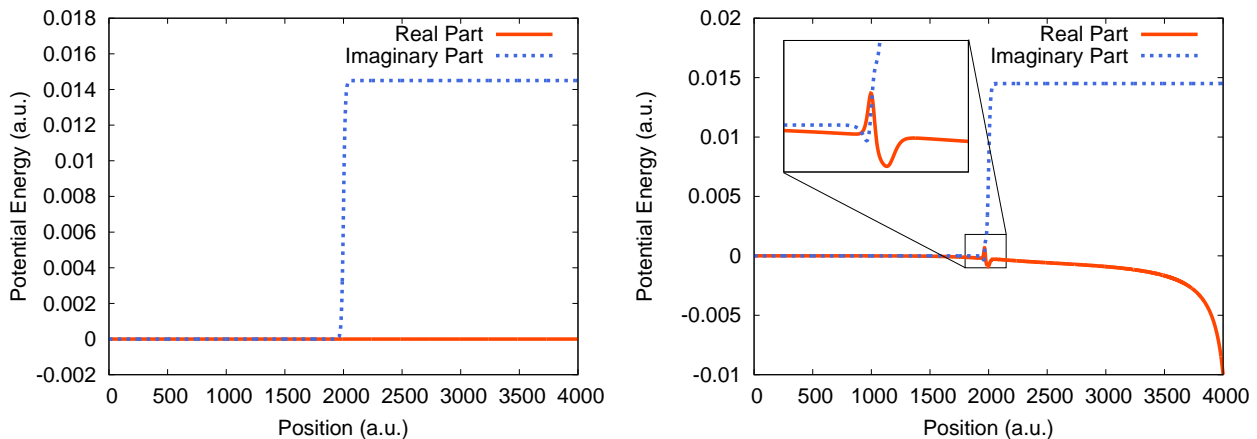 0.018
0.016
0.014
0.012
0.01
0.008
0.006
0.004
0.002
0
-0.002
Potential Energy (a.u.)
Real Part
Imaginary Part
0 500 1000 1500 2000 2500 3000 3500 4000
Position (a.u.)
0.02
0.015
0.01
0.005
0
-0.005
-0.01
Potential Energy (a.u.)
Real Part
Imaginary Part
0 500 1000 1500 2000 2500 3000 3500 4000
Position (a.u.)